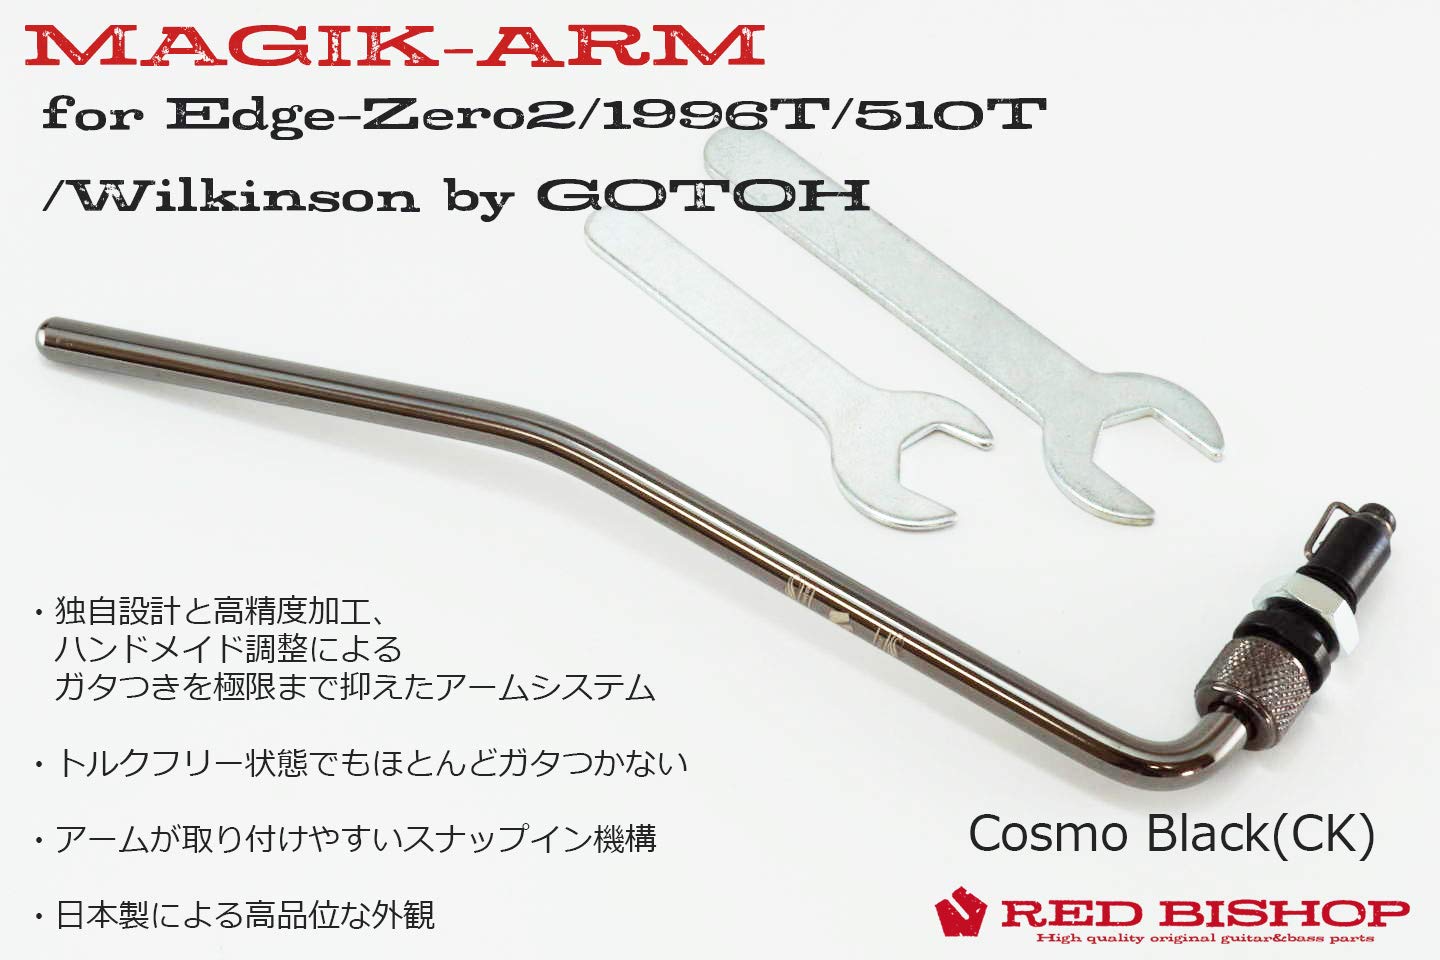 MAGIK-ARM
for Edge-Zero2/1996T/510T
/Wilkinson by GOTOH
・独自設計と高精度加工、
ハンドメイド調整による
ガタつきを極限まで抑えたアームシステム
・トルクフリー状態でもほとんどガタつかない
・アームが取り付けやすいスナップイン機構
・日本製による高品位な外観
Cosmo Black(CK)
RED BISHOP
High quality original guitar&bass parts